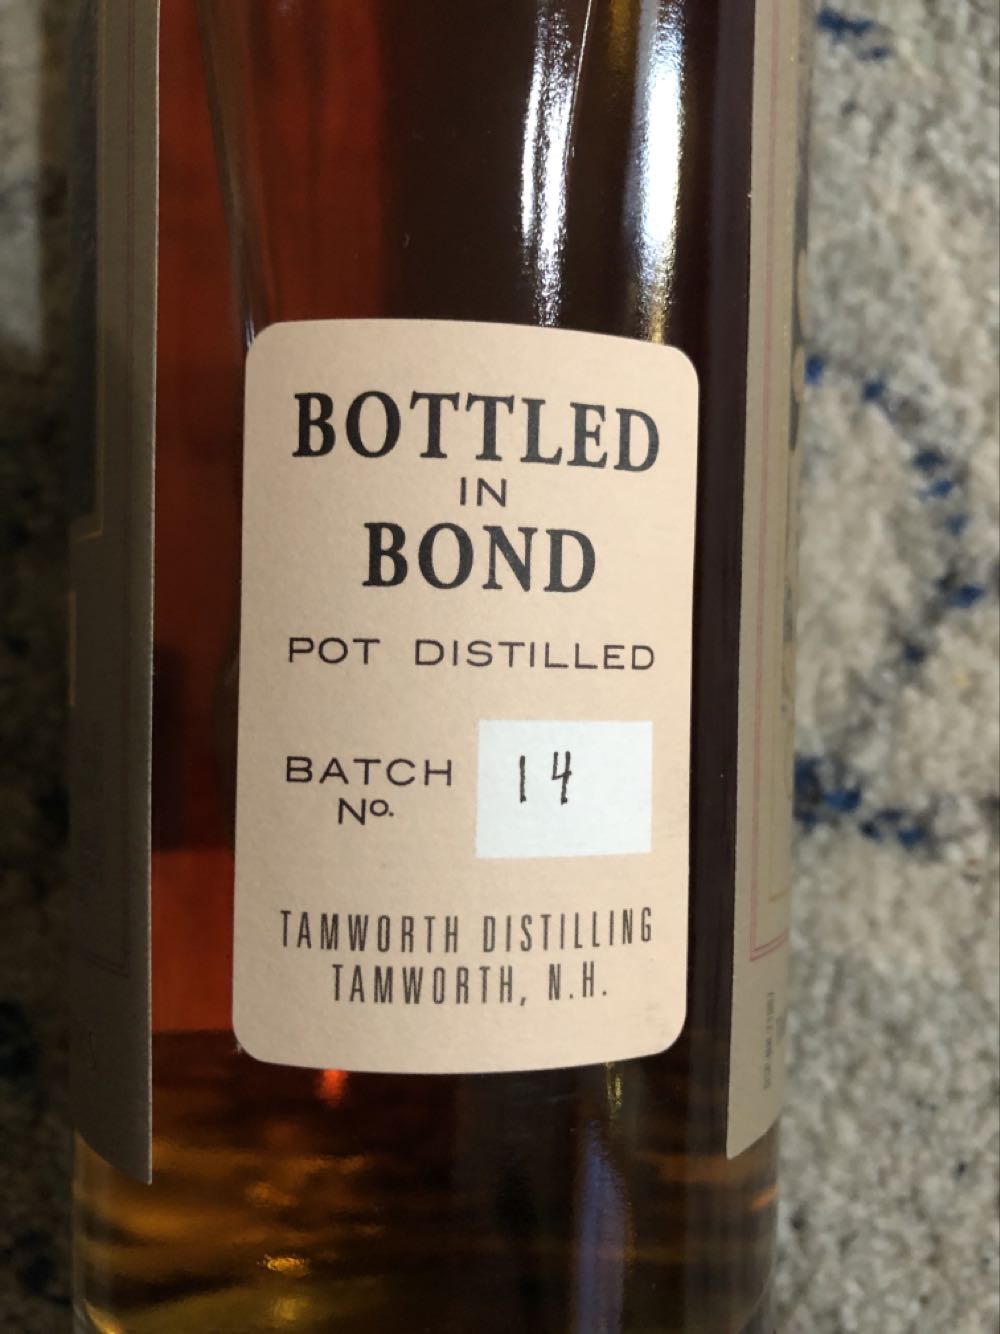 BOTTLED
IN
BOND
POT DISTILLED
BATCH 14
No.
TAMWORTH DISTILLING
TAMWORTH, N.H.